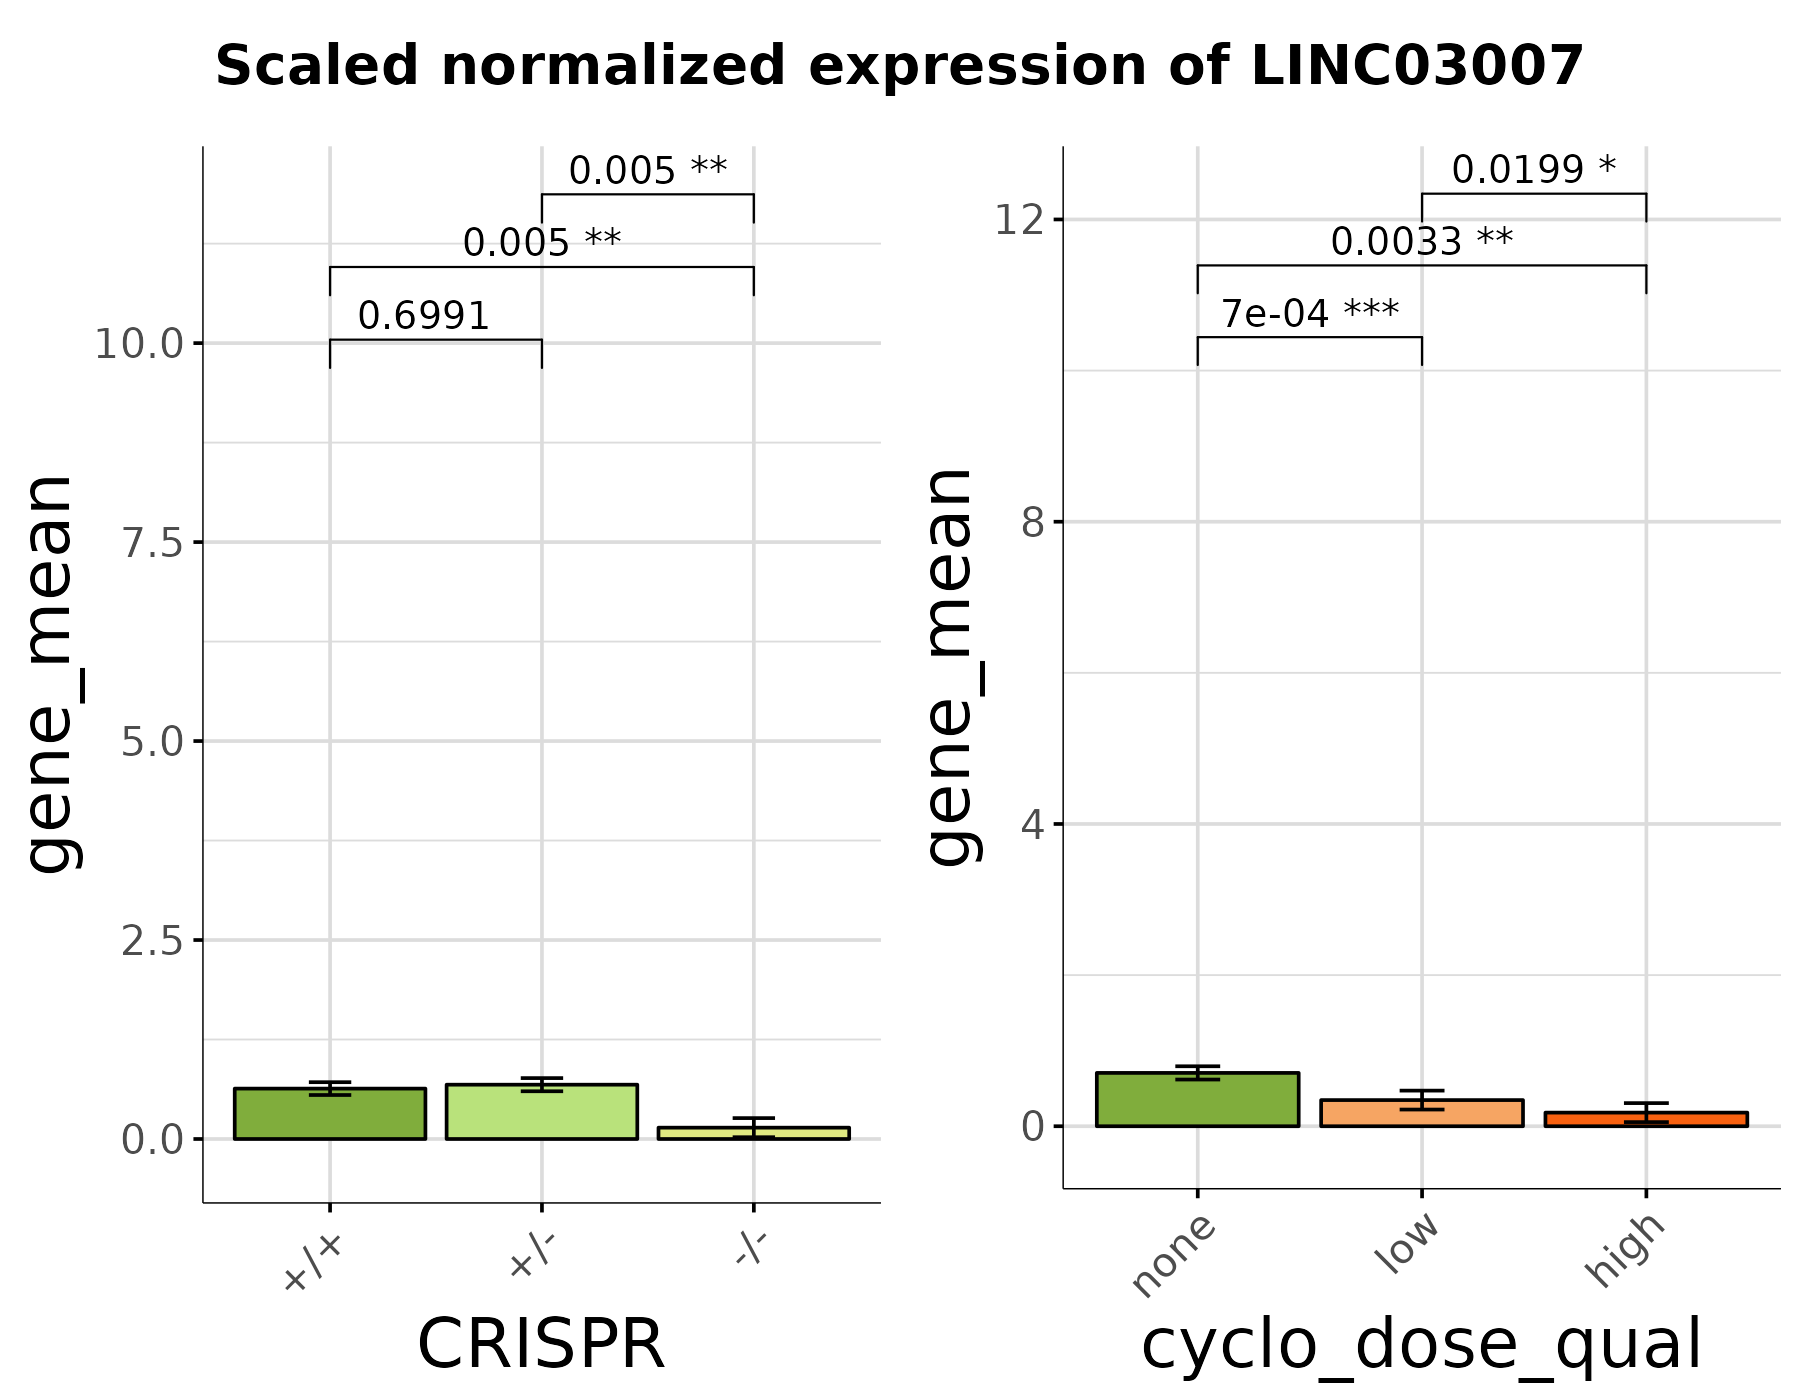 Scaled normalized expression of LINC03007
0.005 **
0.005 **
0.6991
10.0
7.5
5.0
2.5
0.0
gene_mean
+/+
+/-
-/-
CRISPR
0.0199 *
0.0033 **
7e-04 ***
12
8
4
0
gene_mean
none
low
high
cyclo_dose_qual